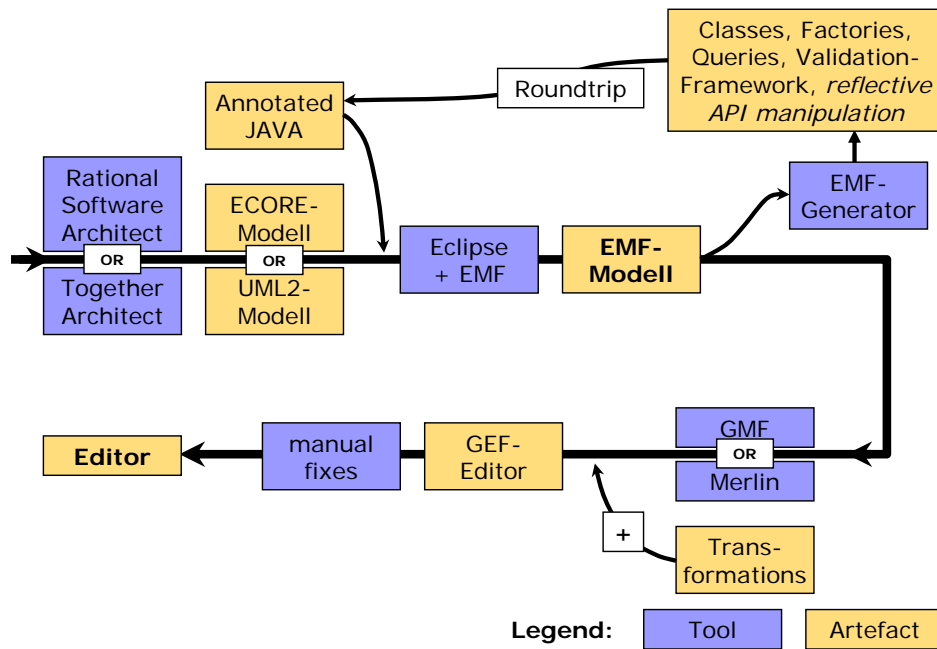 Classes, Factories,
Queries, Validation-
Framework, reflective
API manipulation
Roundtrip
Annotated
JAVA
Rational
Software
Architect
OR
Together
Architect
ECORE-
Modell
OR
UML2-
Modell
Eclipse
+ EMF
EMF-
Modell
EMF-
Generator
Editor
manual
fixes
GEF-
Editor
GMF
OR
Merlin
+
Trans-
formations
Legend:
Tool
Artefact